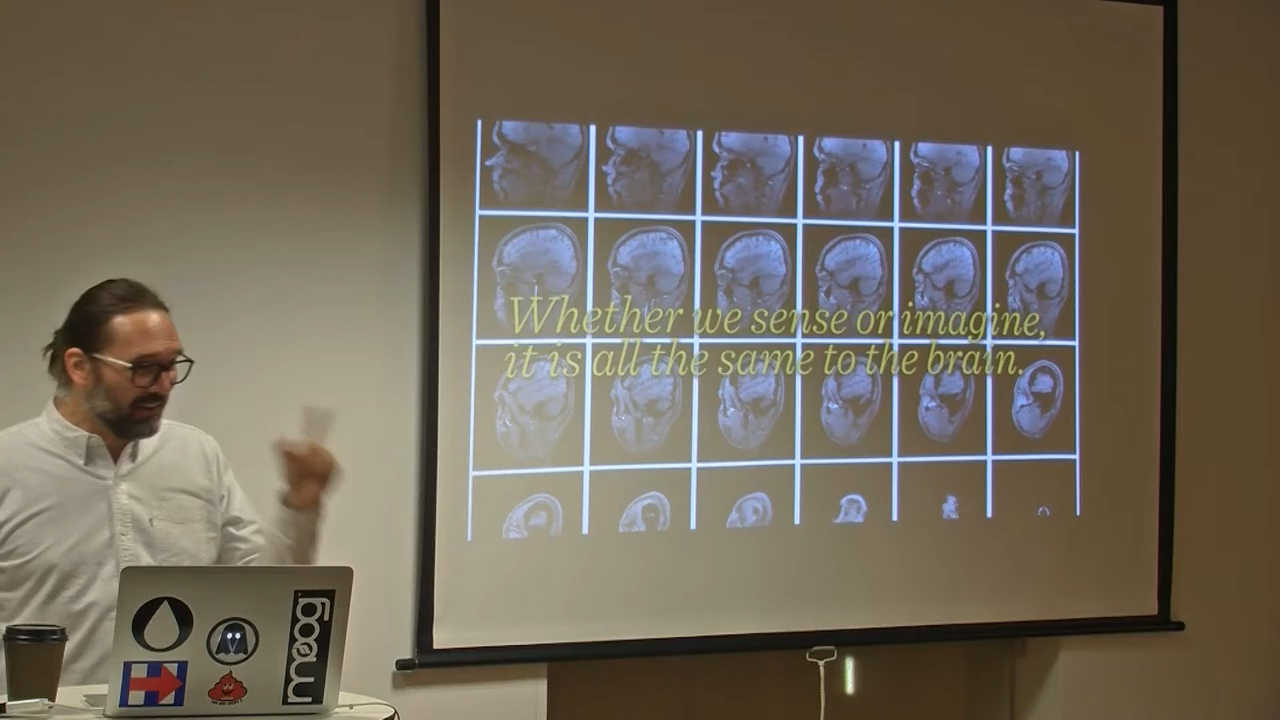 Whether we sense or imagine,
it is all the same to the brain.
moog
H